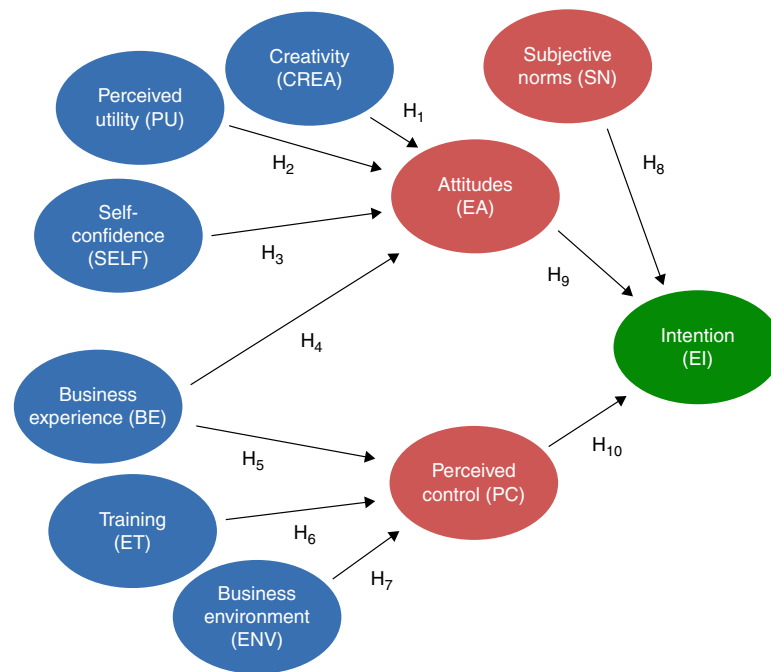 Creativity
(CREA)
Subjective
norms (SN)
Perceived
utility (PU)
H1
H2
H8
Attitudes
(EA)
Self-
confidence
(SELF)
H3
H9
H4
Intention
(EI)
Business
experience (BE)
H5
H10
Perceived
control (PC)
Training
(ET)
H6
H7
Business
environment
(ENV)